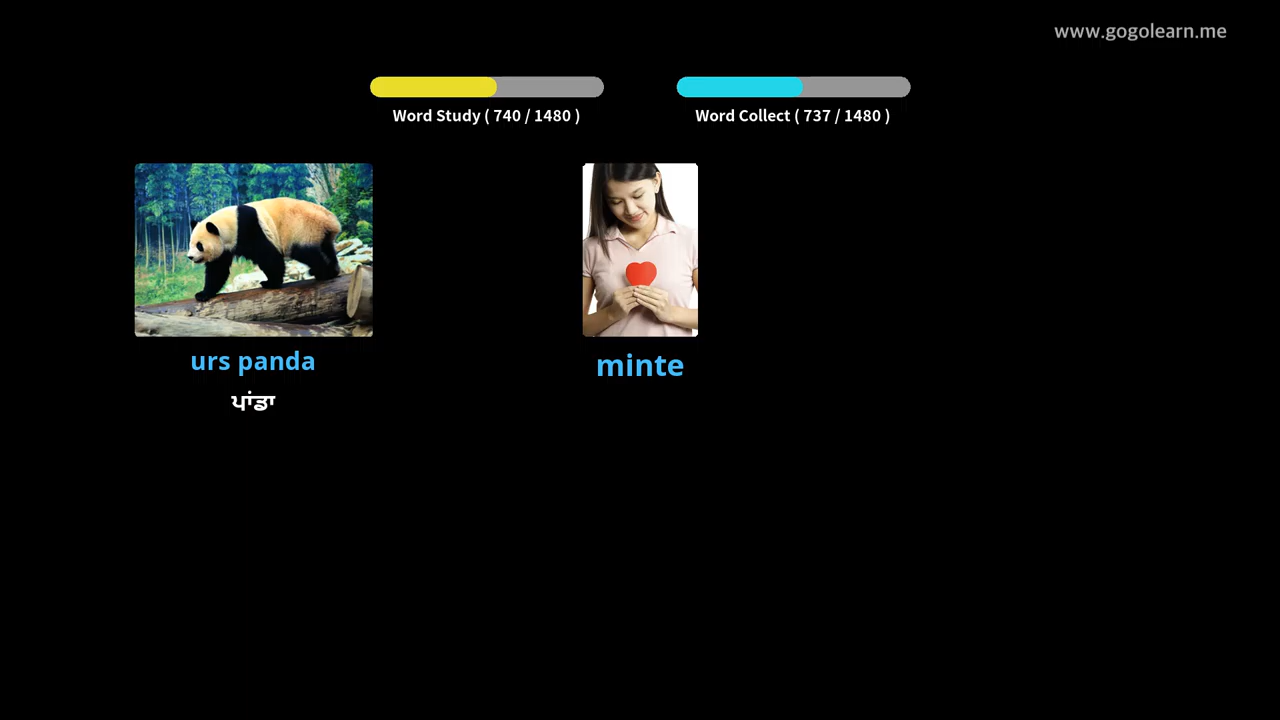 www.gogolearn.me
Word Study ( 740 / 1480 )
Word Collect ( 737 / 1480 )
urs panda
ਪਾਂਡਾ
minte